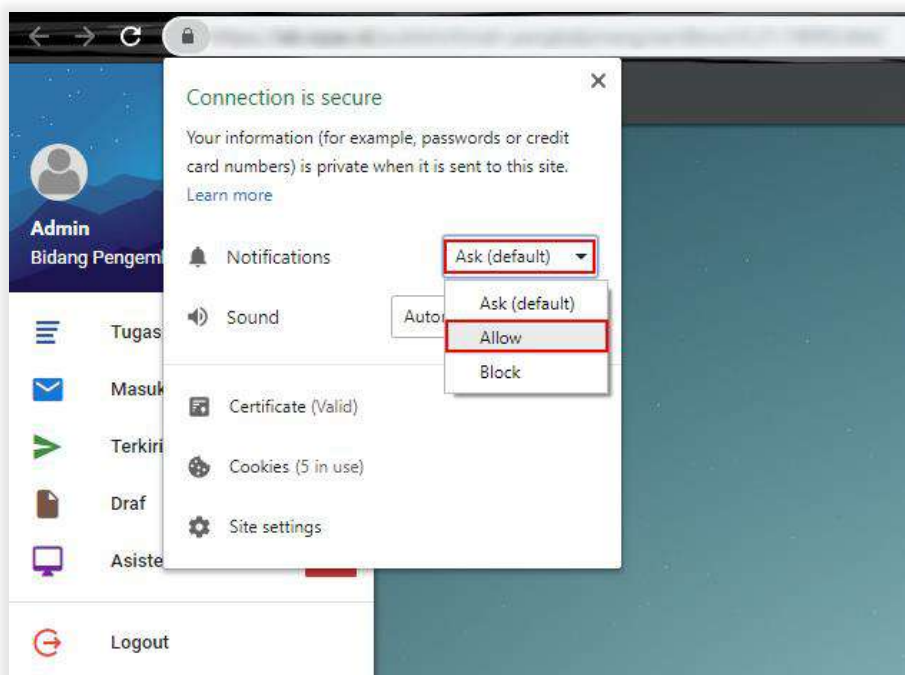 Connection is secure
Your information (for example, passwords or credit
card numbers) is private when it is sent to this site.
Learn more
Admin
Bidang Pengem
Notifications
Ask (default)
Ask (default)
Allow
Block
Sound
Auto
Certificate (Valid)
Cookies (5 in use)
Site settings
Tugas
Masuk
Terkiri
Draf
Asiste
Logout